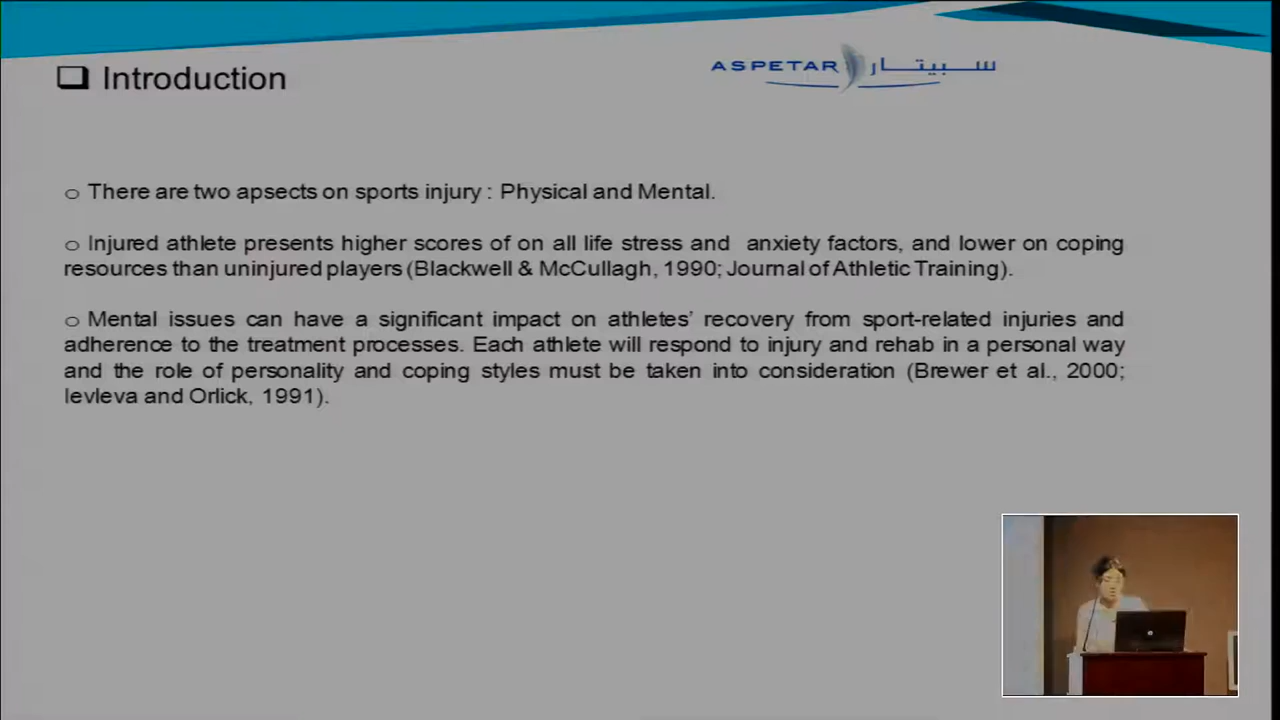 ❑ Introduction
ASPETAR سبيتار
o There are two apsects on sports injury : Physical and Mental.
o Injured athlete presents higher scores of on all life stress and anxiety factors, and lower on coping
resources than uninjured players (Blackwell & McCullagh, 1990; Journal of Athletic Training).
o Mental issues can have a significant impact on athletes’ recovery from sport-related injuries and
adherence to the treatment processes. Each athlete will respond to injury and rehab in a personal way
and the role of personality and coping styles must be taken into consideration (Brewer et al., 2000;
Ievleva and Orlick, 1991).